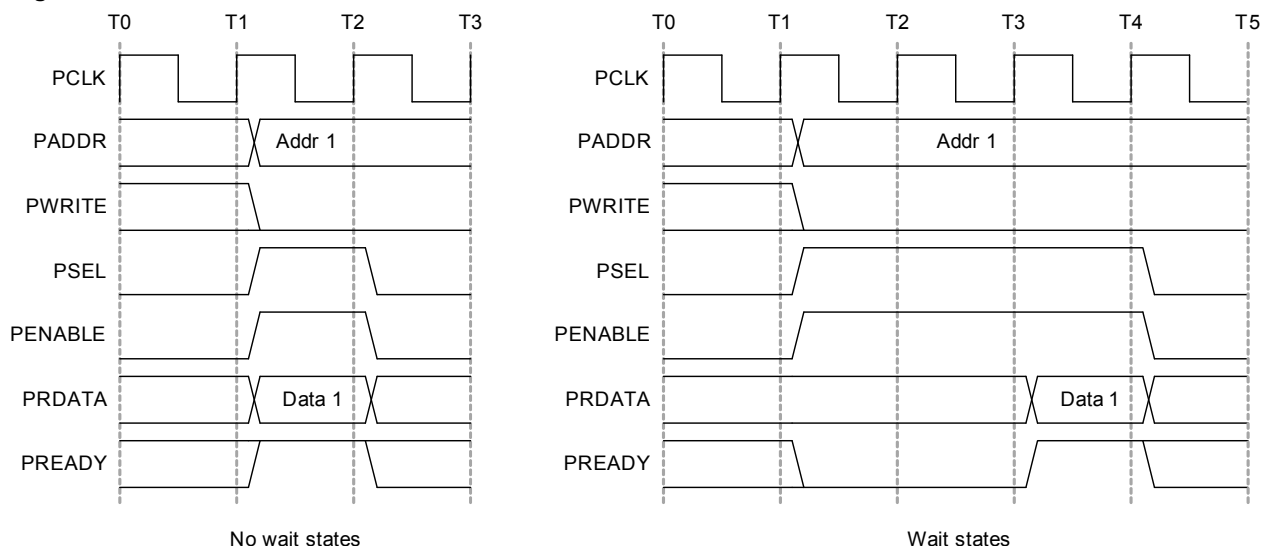 T0 T1 T2 T3 T0 T1 T2 T3 T4 T5
PCLK PCLK
PADDR Addr 1 PADDR Addr 1
PWRITE PWRITE
PSEL PSEL
PENABLE PENABLE
PRDATA Data 1 PRDATA Data 1
PREADY PREADY
No wait states Wait states